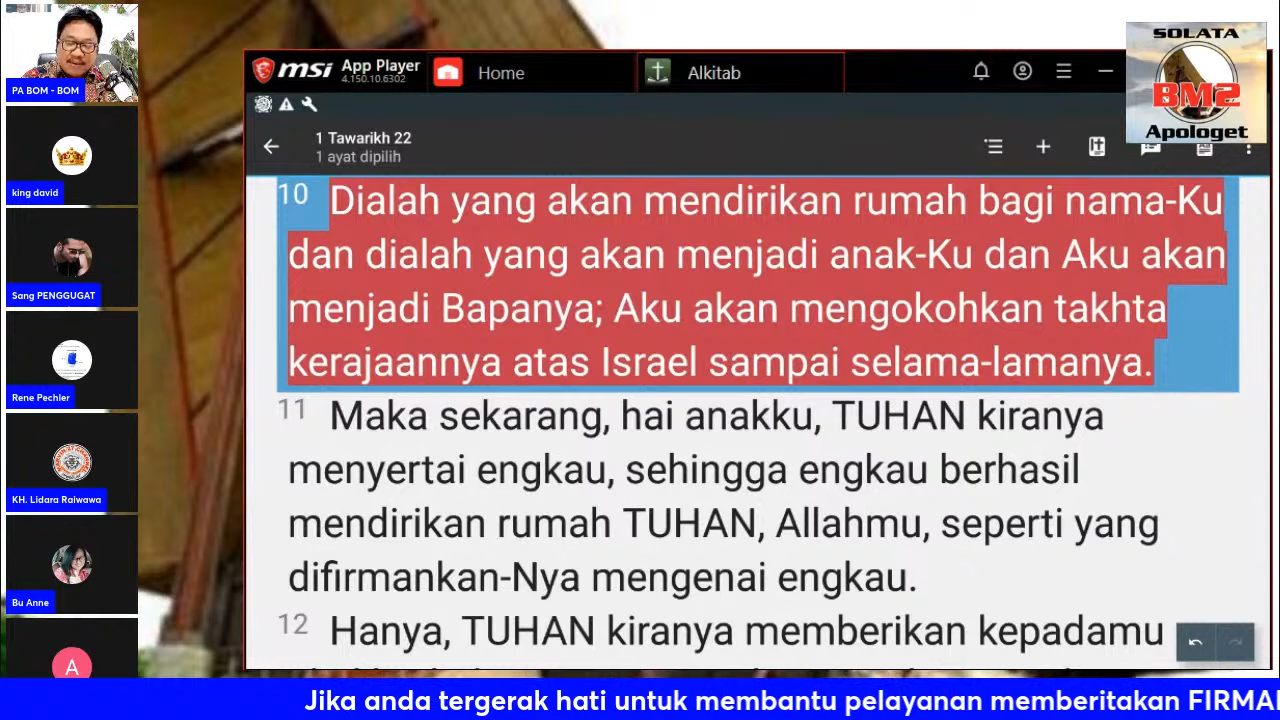 PA BOM - BOM
king david
Sang PENGGUGAT
Rene Pechler
KH. Lidara Raiwawa
Bu Anne
A
msi App Player
4.150.10.6302
Home
Alkitab
SOLATA
BM2
Apologet
1 Tawarikh 22
1 ayat dipilih
10 Dialah yang akan mendirikan rumah bagi nama-Ku
dan dialah yang akan menjadi anak-Ku dan Aku akan
menjadi Bapanya; Aku akan mengokohkan takhta
kerajaannya atas Israel sampai selama-lamanya.
11 Maka sekarang, hai anakku, TUHAN kiranya
menyertai engkau, sehingga engkau berhasil
mendirikan rumah TUHAN, Allahmu, seperti yang
difirmankan-Nya mengenai engkau.
12 Hanya, TUHAN kiranya memberikan kepadamu
Jika anda tergerak hati untuk membantu pelayanan memberitakan FIRMA